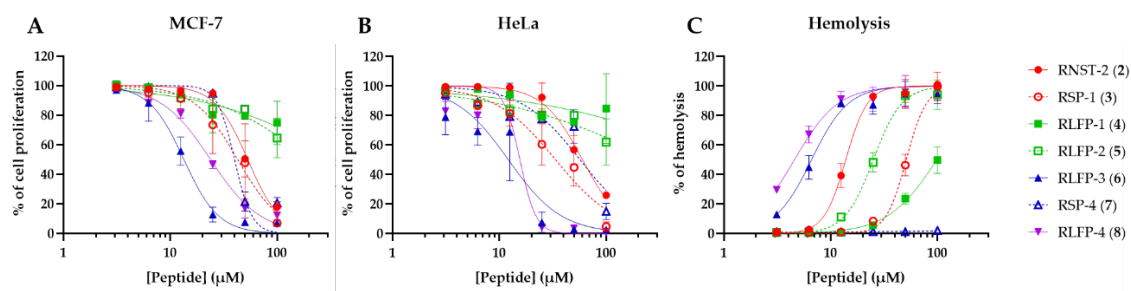 A MCF-7
% of cell proliferation
120
100
80
60
40
20
0
1 10 100
[Peptide] (μM)
B HeLa
% of cell proliferation
120
100
80
60
40
20
0
1 10 100
[Peptide] (μM)
C Hemolysis
% of hemolysis
120
100
80
60
40
20
0
1 10 100
[Peptide] (μM)
RNST-2 (2)
RSP-1 (3)
RLFP-1 (4)
RLFP-2 (5)
RLFP-3 (6)
RSP-4 (7)
RLFP-4 (8)